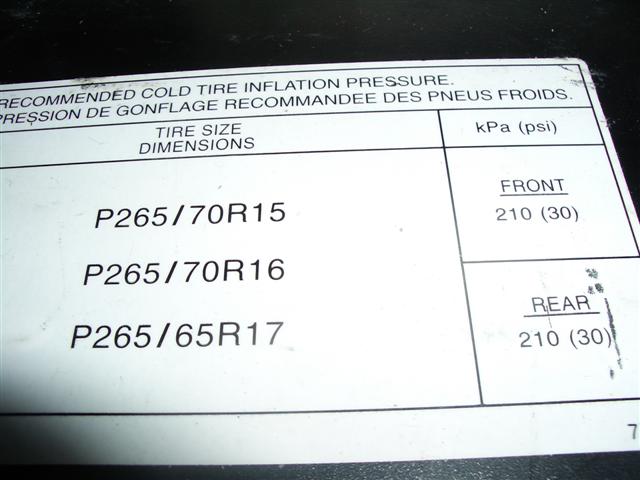 RECOMMENDED COLD TIRE INFLATION PRESSURE.
PRESSION DE GONFLAGE RECOMMANDEE DES PNEUS FROIDS.
TIRE SIZE
DIMENSIONS
kPa (psi)
P265/70R15
P265/70R16
P265/65R17
FRONT
210 (30)
REAR
210 (30)
7